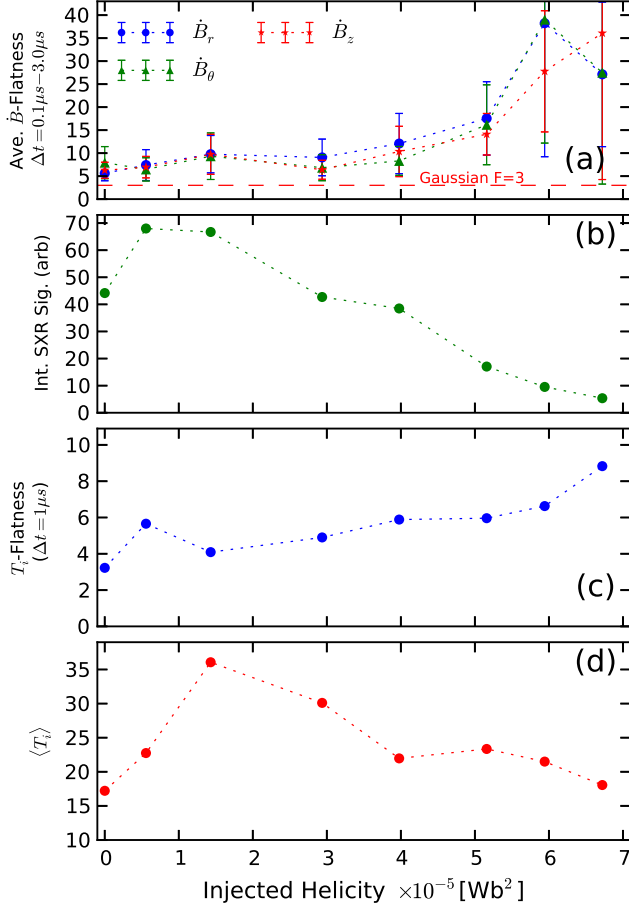 Ave. Ḃ-Flatness
Δt=0.1μs−3.0μs
40
35
30
25
20
15
10
5
0
Ḃr
Ḃz
Ḃθ
(a)
Gaussian F=3
Int. SXR Sig. (arb)
70
60
50
40
30
20
10
0
(b)
Ti-Flatness
(Δt=1μs)
10
8
6
4
2
0
(c)
⟨Ti⟩
35
30
25
20
15
10
(d)
0 1 2 3 4 5 6 7
Injected Helicity ×10⁻⁵ [Wb²]